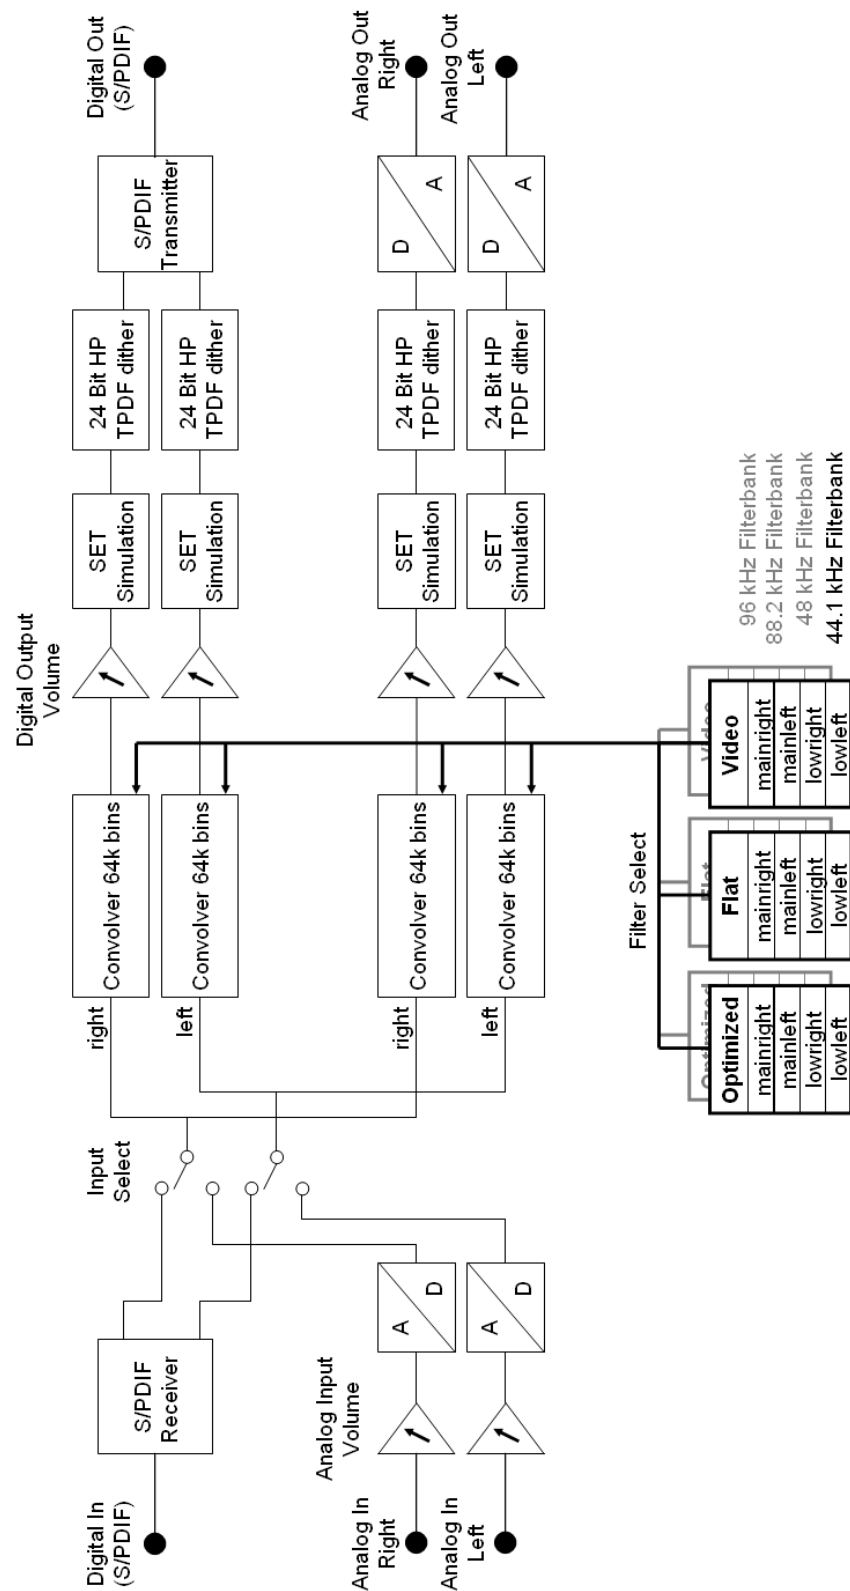 Digital In
(S/PDIF)
S/PDIF
Receiver
Analog Input
Volume
Analog In
Right
Analog In
Left
A
D
A
D
Input
Select
right
left
right
left
Convolver 64k bins
Convolver 64k bins
Convolver 64k bins
Convolver 64k bins
Digital Output
Volume
SET
Simulation
SET
Simulation
SET
Simulation
SET
Simulation
24 Bit HP
TPDF dither
24 Bit HP
TPDF dither
24 Bit HP
TPDF dither
24 Bit HP
TPDF dither
S/PDIF
Transmitter
D
A
D
A
Digital Out
(S/PDIF)
Analog Out
Right
Analog Out
Left
Filter Select
Optimized
Optimized
mainright
mainleft
lowright
lowleft
Flat
Flat
mainright
mainleft
lowright
lowleft
Video
Video
mainright
mainleft
lowright
lowleft
96 kHz Filterbank
88.2 kHz Filterbank
48 kHz Filterbank
44.1 kHz Filterbank